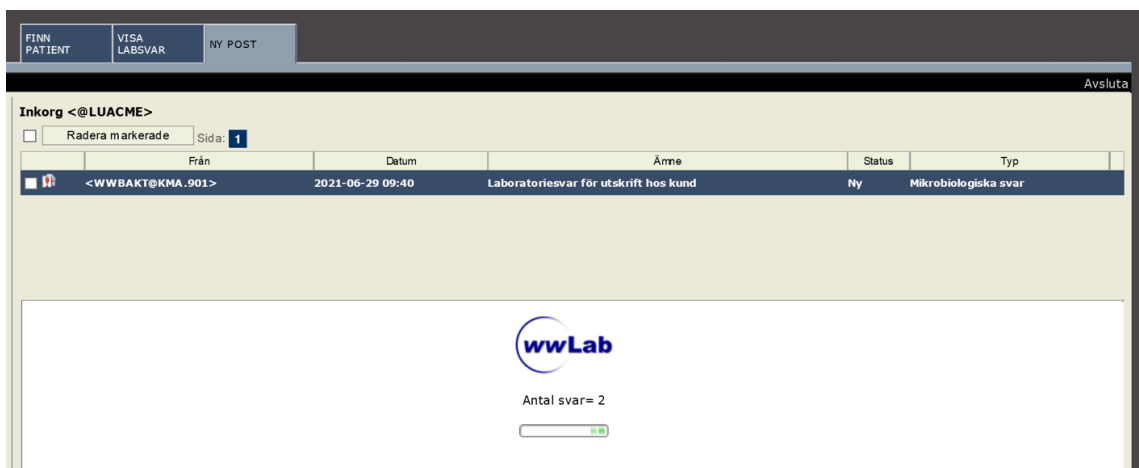 FINN PATIENT VISA LABSVAR NY POST
Avsluta
Inkorg <@LUACME>
Radera markerade Sida: 1
Från Datum Ämne Status Typ
<WWBAKT@KMA.901> 2021-06-29 09:40 Laboratoriesvar för utskrift hos kund Ny Mikrobiologiska svar
wwLab
Antal svar= 2